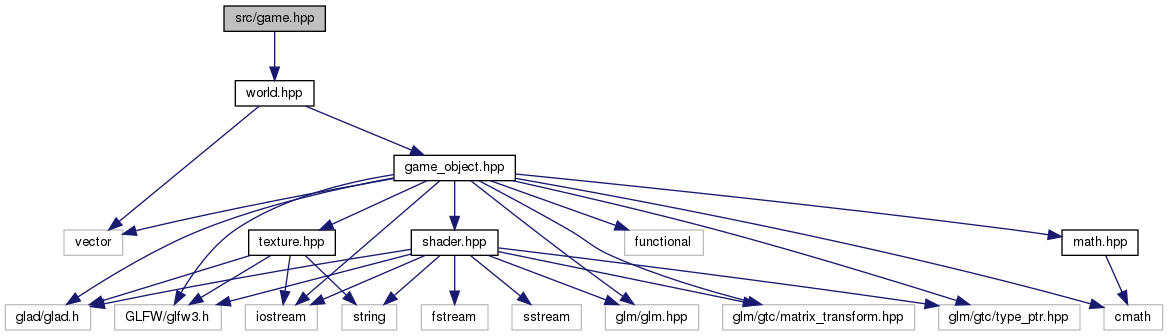 src/game.hpp
world.hpp
game_object.hpp
vector
texture.hpp
shader.hpp
functional
math.hpp
glad/glad.h
GLFW/glfw3.h
iostream
string
fstream
sstream
glm/glm.hpp
glm/gtc/matrix_transform.hpp
glm/gtc/type_ptr.hpp
cmath